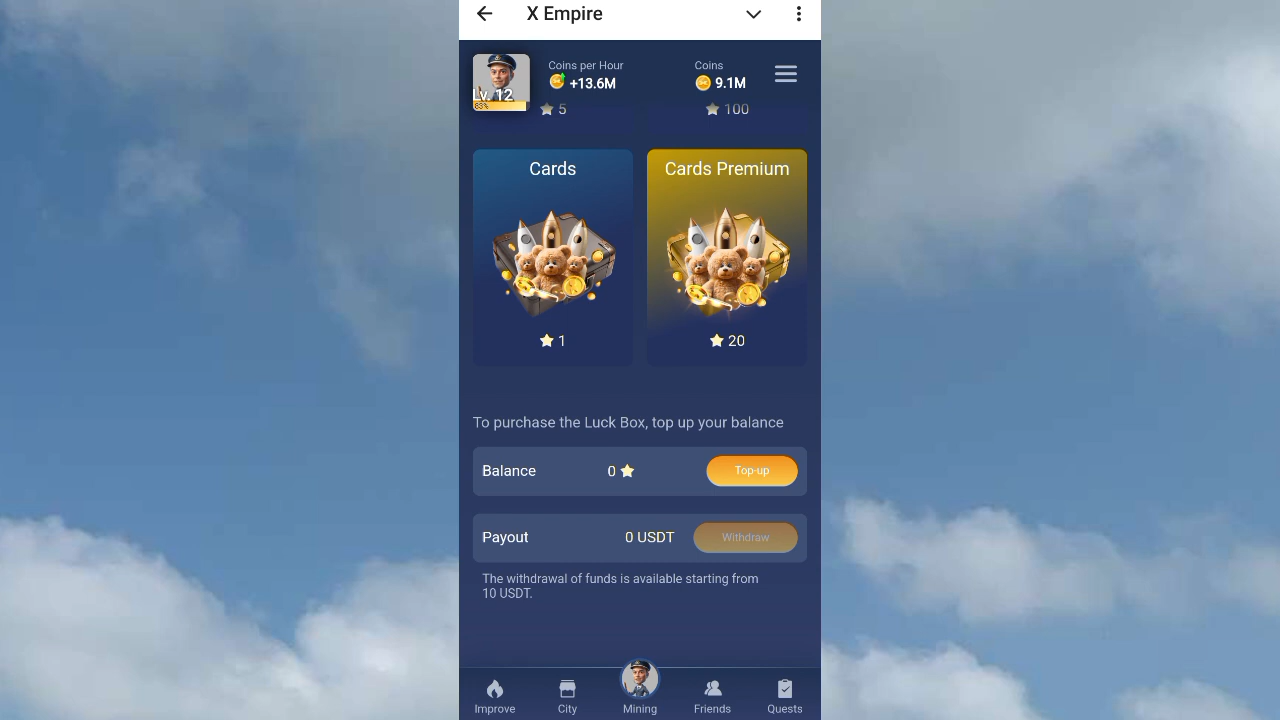 X Empire
Coins per Hour
+13.6M
Coins
9.1M
Lv. 12
83%
5
100
Cards
Cards Premium
1
20
To purchase the Luck Box, top up your balance
Balance
0
Top-up
Payout
0 USDT
Withdraw
The withdrawal of funds is available starting from
10 USDT.
Improve
City
Mining
Friends
Quests